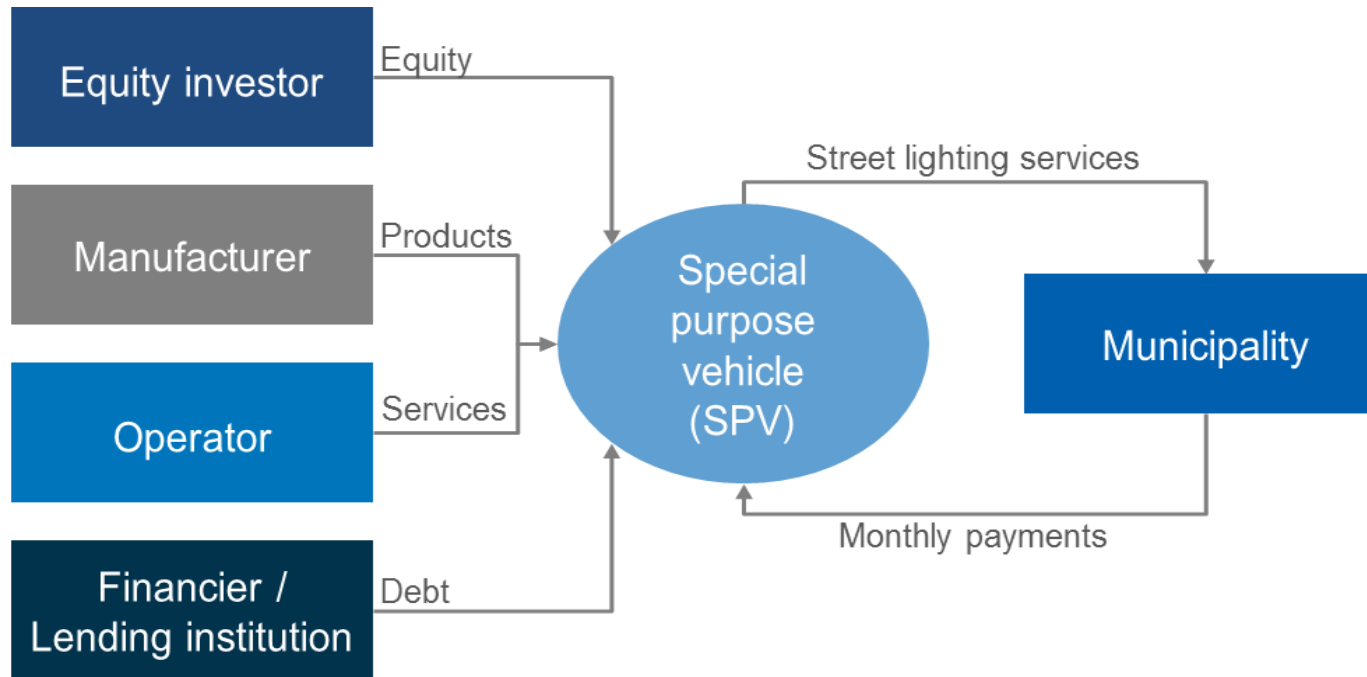 Equity investor
Equity
Manufacturer
Products
Operator
Services
Financier /
Lending institution
Debt
Special
purpose
vehicle
(SPV)
Street lighting services
Municipality
Monthly payments